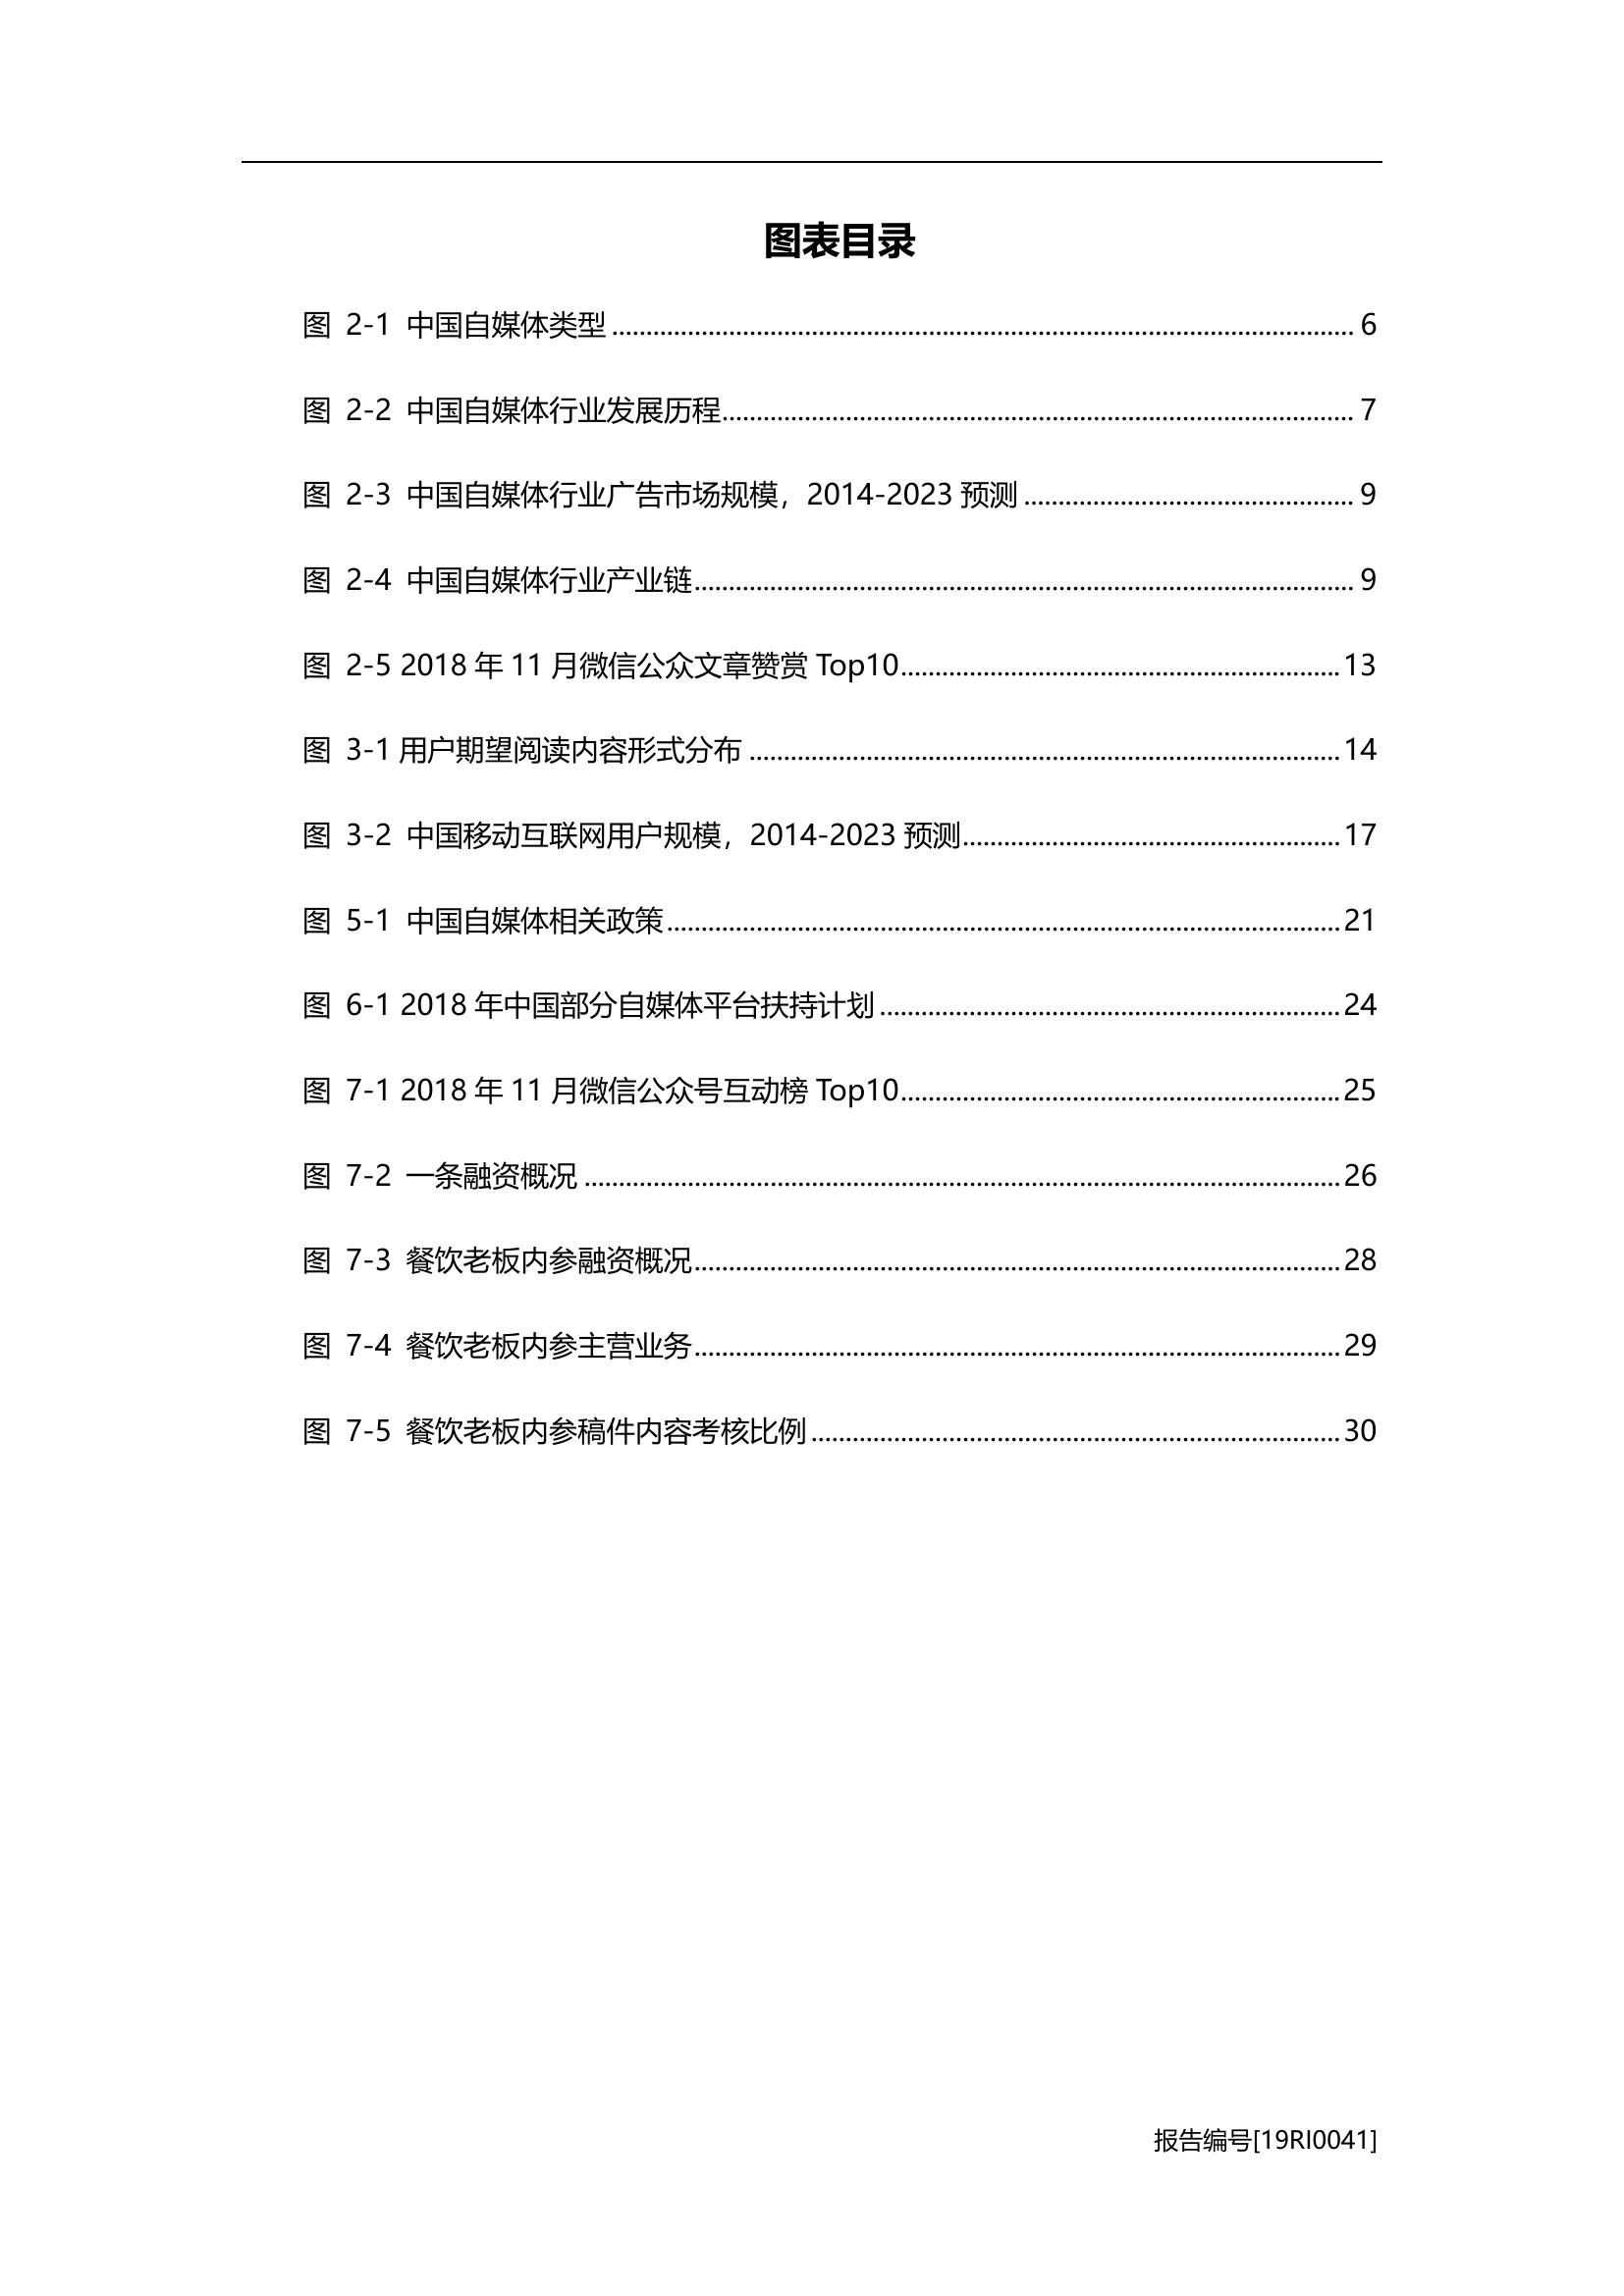 图表目录
图 2-1 中国自媒体类型 ........................................ 6
图 2-2 中国自媒体行业发展历程........................................ 7
图 2-3 中国自媒体行业广告市场规模，2014-2023 预测 ........................................ 9
图 2-4 中国自媒体行业产业链........................................ 9
图 2-5 2018 年 11 月微信公众文章赞赏 Top10........................................ 13
图 3-1 用户期望阅读内容形式分布 ........................................ 14
图 3-2 中国移动互联网用户规模，2014-2023 预测........................................ 17
图 5-1 中国自媒体相关政策........................................ 21
图 6-1 2018 年中国部分自媒体平台扶持计划 ........................................ 24
图 7-1 2018 年 11 月微信公众号互动榜 Top10........................................ 25
图 7-2 一条融资概况 ........................................ 26
图 7-3 餐饮老板内参融资概况........................................ 28
图 7-4 餐饮老板内参主营业务........................................ 29
图 7-5 餐饮老板内参稿件内容考核比例 ........................................ 30
报告编号[19RI0041]